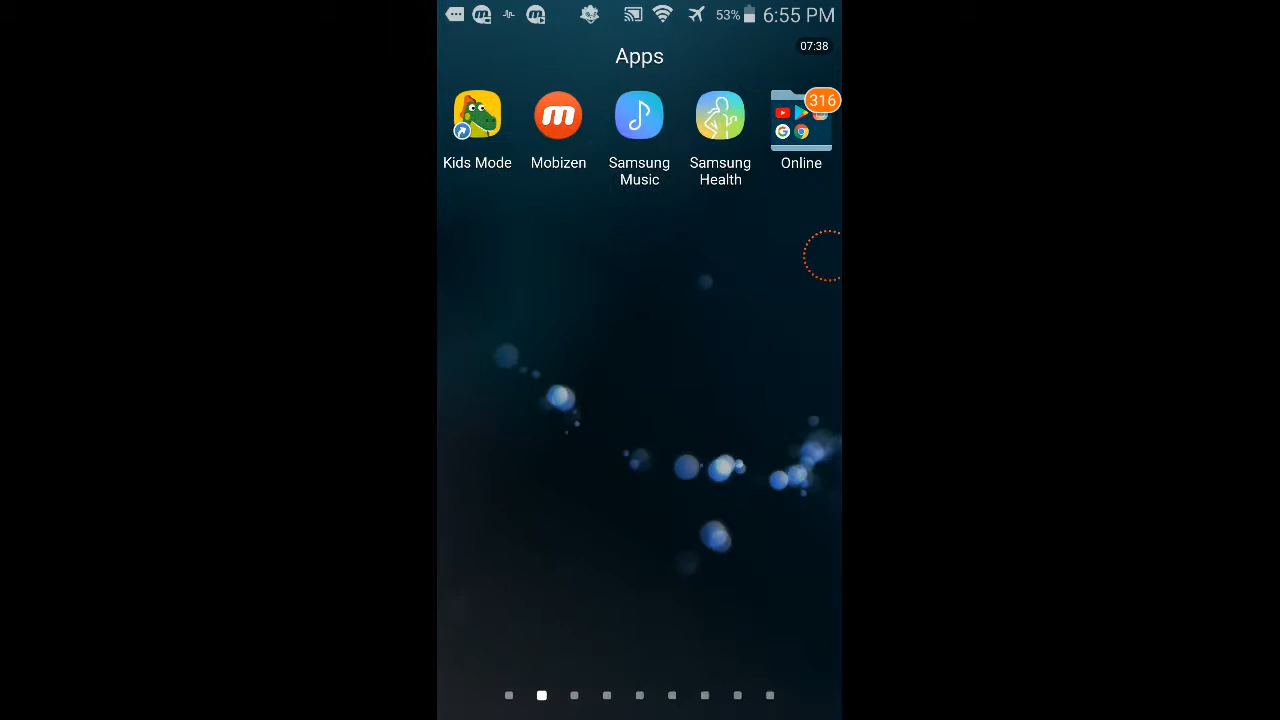 53% 6:55 PM
07:38
Apps
316
Kids Mode
Mobizen
Samsung
Music
Samsung
Health
Online